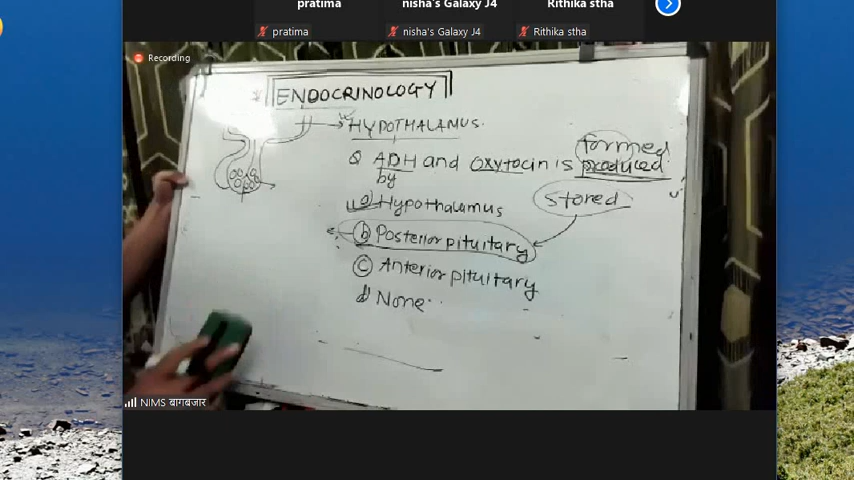 pratima
nisha's Galaxy J4
Rithika stha
pratima
nisha's Galaxy J4
Rithika stha
Recording
ENDOCRINOLOGY
HYPOTHALAMUS.
Q ADH and oxytocin is produced
formed
by
a) Hypothalamus
stored
b) Posterior pituitary
c) Anterior pituitary
d) None
NIMS बागबजार